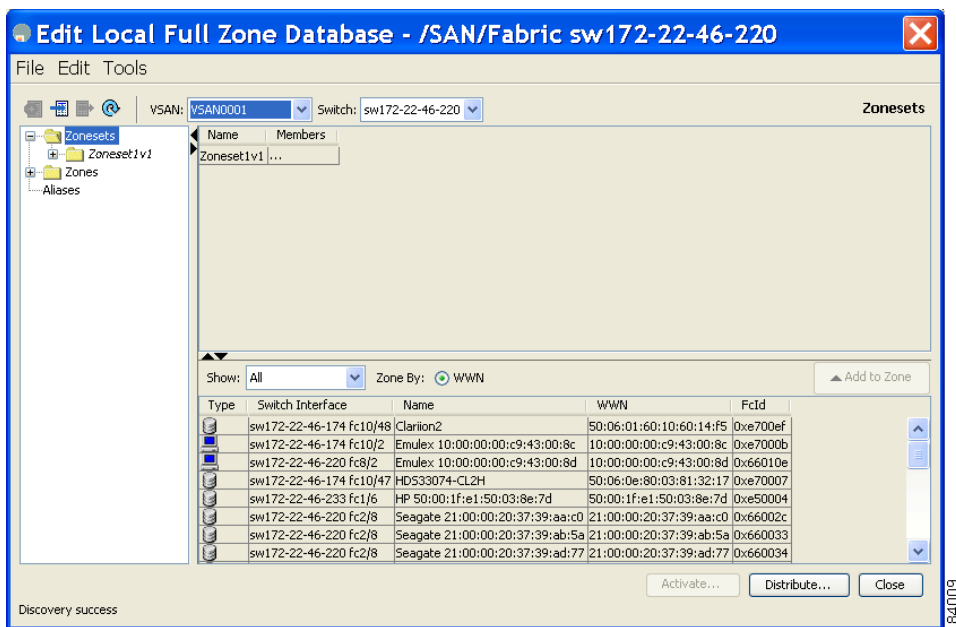 Edit Local Full Zone Database - /SAN/Fabric sw172-22-46-220
File Edit Tools
VSAN: VSAN0001 Switch: sw172-22-46-220 Zonesets
Zonesets
Zoneset1v1
Zones
Aliases
Name Members
Zoneset1v1 ...
Show: All Zone By: WWN Add to Zone
Type Switch Interface Name WWN FcId
sw172-22-46-174 fc10/48 Clariion2 50:06:01:60:10:60:14:f5 0xe700ef
sw172-22-46-174 fc10/2 Emulex 10:00:00:00:c9:43:00:8c 10:00:00:00:c9:43:00:8c 0xe7000b
sw172-22-46-220 fc8/2 Emulex 10:00:00:00:c9:43:00:8d 10:00:00:00:c9:43:00:8d 0x66010e
sw172-22-46-174 fc10/47 HDS33074-CL2H 50:06:0e:80:03:81:32:17 0xe70007
sw172-22-46-233 fc1/6 HP 50:00:1f:e1:50:03:8e:7d 50:00:1f:e1:50:03:8e:7d 0xe50004
sw172-22-46-220 fc2/8 Seagate 21:00:00:20:37:39:aa:c0 21:00:00:20:37:39:aa:c0 0x66002c
sw172-22-46-220 fc2/8 Seagate 21:00:00:20:37:39:ab:5a 21:00:00:20:37:39:ab:5a 0x660033
sw172-22-46-220 fc2/8 Seagate 21:00:00:20:37:39:ad:77 21:00:00:20:37:39:ad:77 0x660034
Activate... Distribute... Close
Discovery success
84009